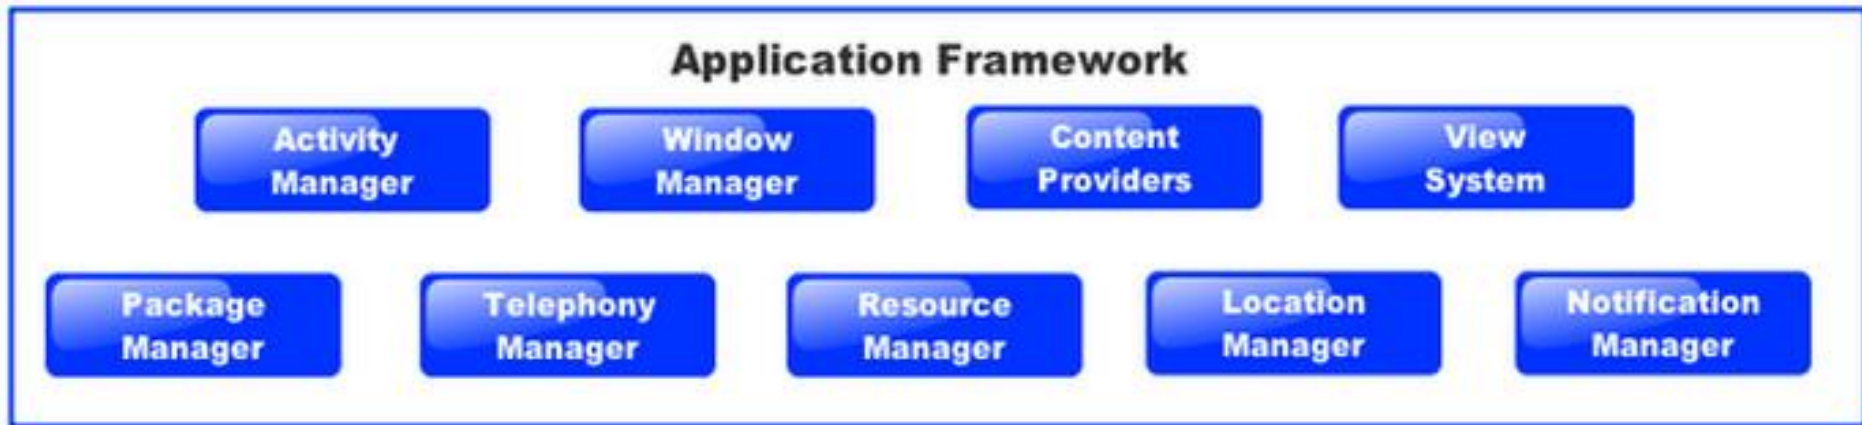 Application Framework
Activity
Manager
Window
Manager
Content
Providers
View
System
Package
Manager
Telephony
Manager
Resource
Manager
Location
Manager
Notification
Manager